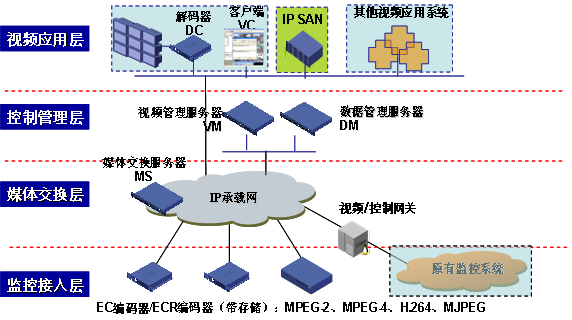 视频应用层
解码器
DC
客户端
VC
IP SAN
其他视频应用系统
控制管理层
视频管理服务器
VM
数据管理服务器
DM
媒体交换层
媒体交换服务器
MS
IP承载网
视频/控制网关
监控接入层
原有监控系统
EC编码器/ECR编码器（带存储）：MPEG-2、MPEG-4、H.264、MJPEG